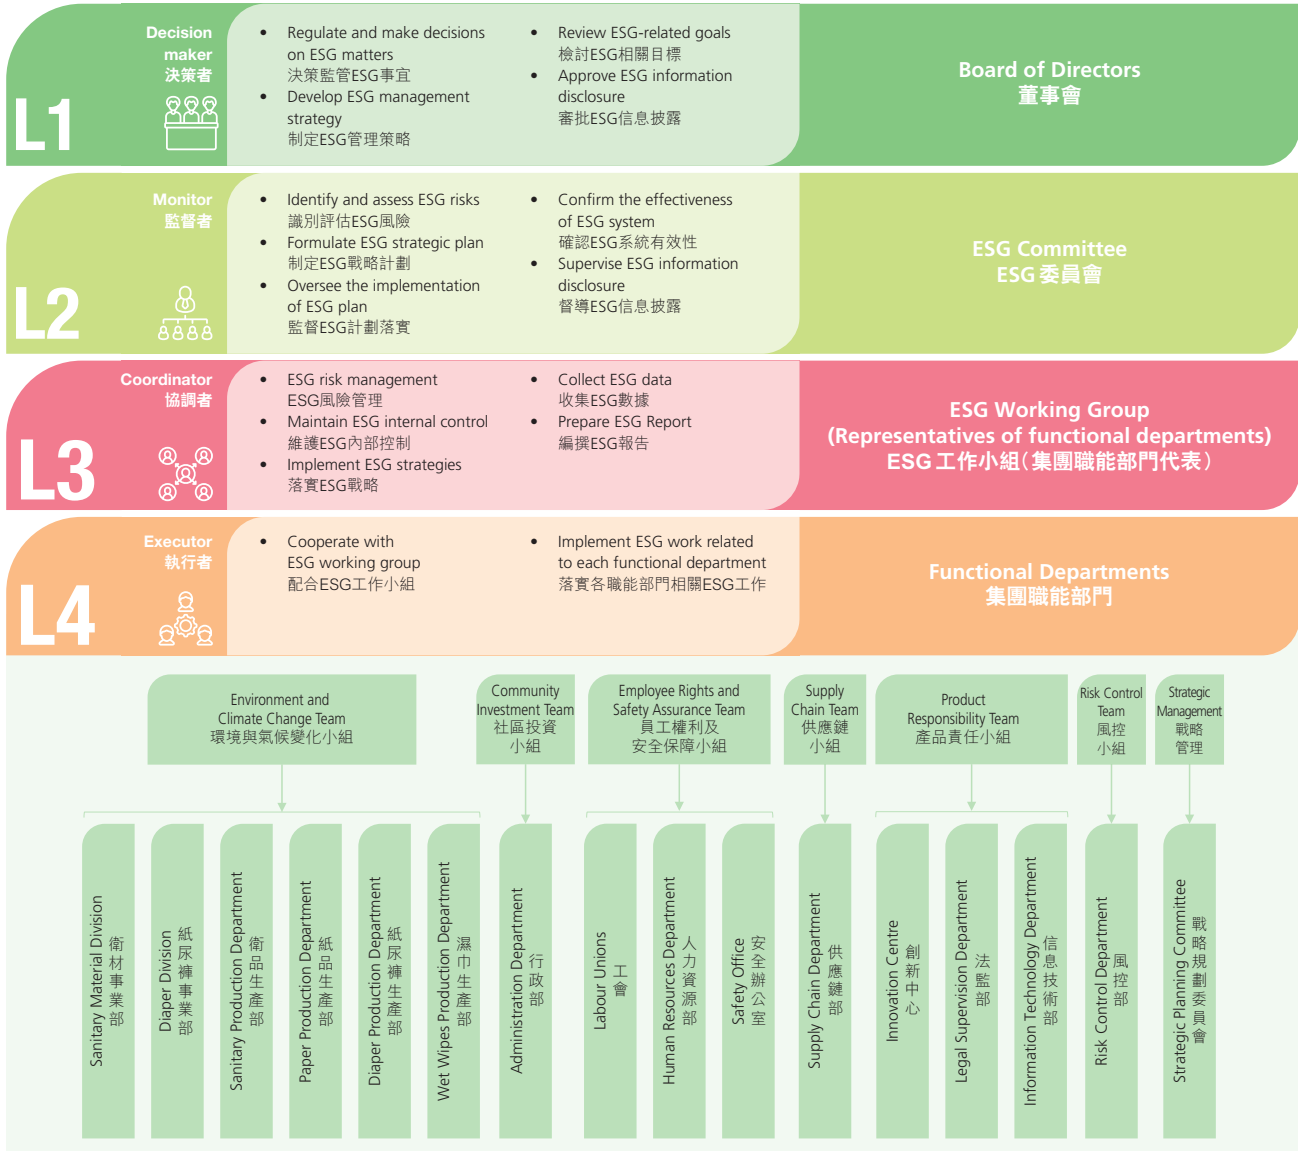 L1
Decision
maker
決策者
• Regulate and make decisions
on ESG matters
決策監管ESG事宜
• Develop ESG management
strategy
制定ESG管理策略
• Review ESG-related goals
檢討ESG相關目標
• Approve ESG information
disclosure
審批ESG信息披露
Board of Directors
董事會
L2
Monitor
監督者
• Identify and assess ESG risks
識別評估ESG風險
• Formulate ESG strategic plan
制定ESG戰略計劃
• Oversee the implementation
of ESG plan
監督ESG計劃落實
• Confirm the effectiveness
of ESG system
確認ESG系統有效性
• Supervise ESG information
disclosure
督導ESG信息披露
ESG Committee
ESG 委員會
L3
Coordinator
協調者
• ESG risk management
ESG風險管理
• Maintain ESG internal control
維護ESG內部控制
• Implement ESG strategies
落實ESG戰略
• Collect ESG data
收集ESG數據
• Prepare ESG Report
編撰ESG報告
ESG Working Group
(Representatives of functional departments)
ESG 工作小組（集團職能部門代表）
L4
Executor
執行者
• Cooperate with
ESG working group
配合ESG工作小組
• Implement ESG work related
to each functional department
落實各職能部門相關ESG工作
Functional Departments
集團職能部門
Environment and
Climate Change Team
環境與氣候變化小組
Community
Investment Team
社區投資
小組
Employee Rights and
Safety Assurance Team
員工權利及
安全保障小組
Supply
Chain Team
供應鏈
小組
Product
Responsibility Team
產品責任小組
Risk Control
Team
風控
小組
Strategic
Management
戰略
管理
Sanitary Material Division
衛材事業部
Diaper Division
紙尿褲事業部
Sanitary Production Department
衛品生產部
Paper Production Department
紙品生產部
Diaper Production Department
紙尿褲生產部
Wet Wipes Production Department
濕巾生產部
Administration Department
行政部
Labour Unions
工會
Human Resources Department
人力資源部
Safety Office
安全辦公室
Supply Chain Department
供應鏈部
Innovation Centre
創新中心
Legal Supervision Department
法監部
Information Technology Department
信息技術部
Risk Control Department
風控部
Strategic Planning Committee
戰略規劃委員會